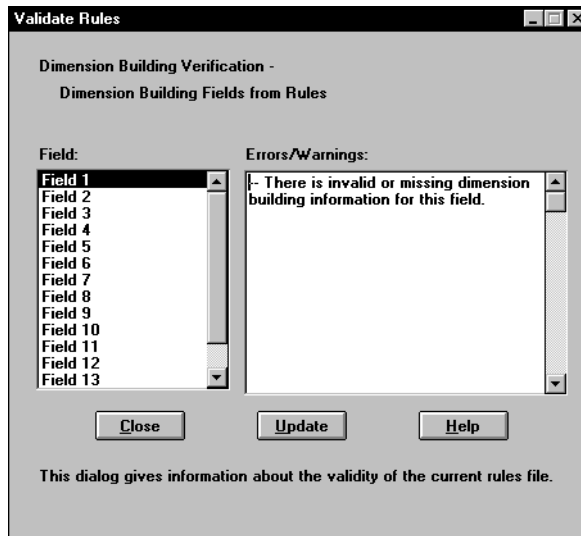 Validate Rules
Dimension Building Verification -
Dimension Building Fields from Rules
Field:
Field 1
Field 2
Field 3
Field 4
Field 5
Field 6
Field 7
Field 8
Field 9
Field 10
Field 11
Field 12
Field 13
Errors/Warnings:
-- There is invalid or missing dimension
building information for this field.
Close
Update
Help
This dialog gives information about the validity of the current rules file.